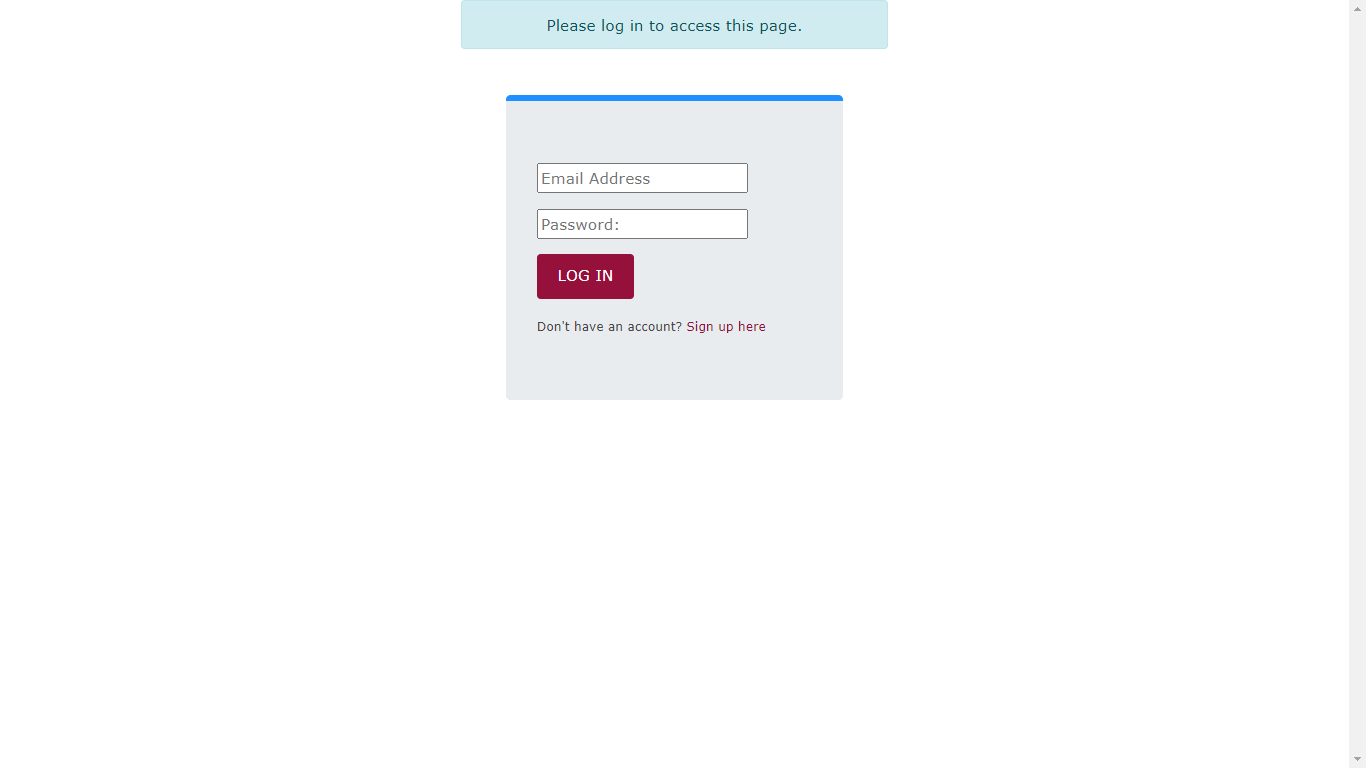 Please log in to access this page.
Email Address
Password:
LOG IN
Don't have an account? Sign up here